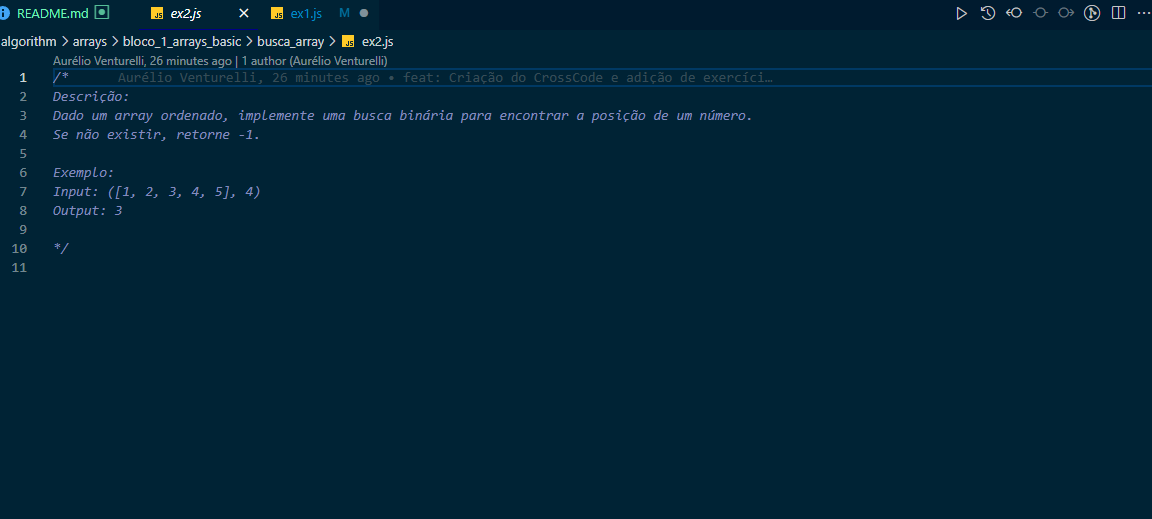 README.md
JS ex2.js
JS ex1.js M
algorithm > arrays > bloco_1_arrays_basic > busca_array > JS ex2.js
Aurélio Venturelli, 26 minutes ago | 1 author (Aurélio Venturelli)
1 /* Aurélio Venturelli, 26 minutes ago • feat: Criação do CrossCode e adição de exercíci…
2 Descrição:
3 Dado um array ordenado, implemente uma busca binária para encontrar a posição de um número.
4 Se não existir, retorne -1.
5
6 Exemplo:
7 Input: ([1, 2, 3, 4, 5], 4)
8 Output: 3
9
10 */
11